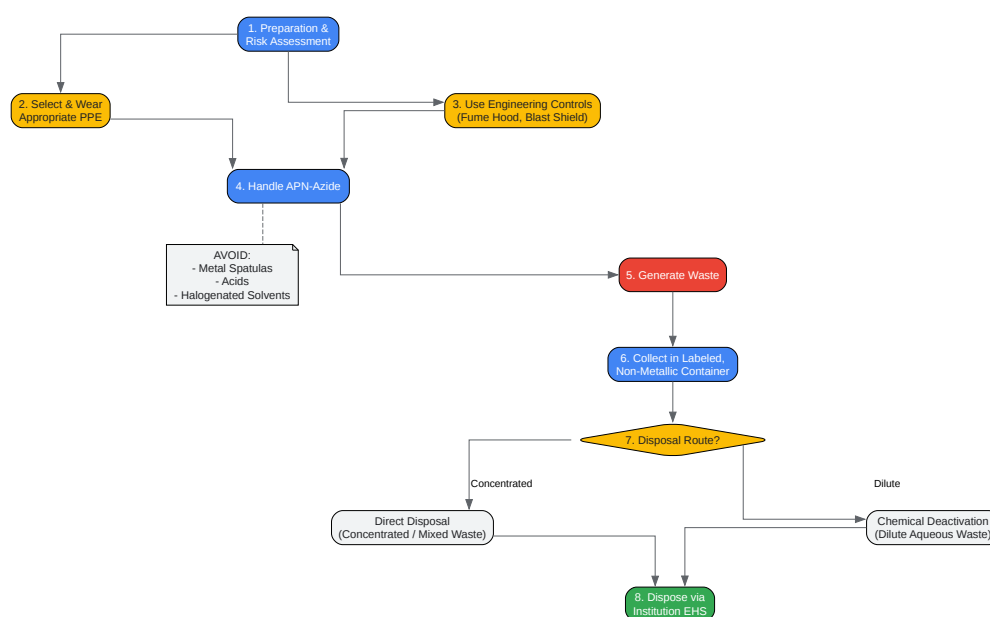 1. Preparation &
Risk Assessment
2. Select & Wear
Appropriate PPE
3. Use Engineering Controls
(Fume Hood, Blast Shield)
4. Handle APN-Azide
AVOID:
- Metal Spatulas
- Acids
- Halogenated Solvents
5. Generate Waste
6. Collect in Labeled,
Non-Metallic Container
7. Disposal Route?
Concentrated
Dilute
Direct Disposal
(Concentrated / Mixed Waste)
Chemical Deactivation
(Dilute Aqueous Waste)
8. Dispose via
Institution EHS